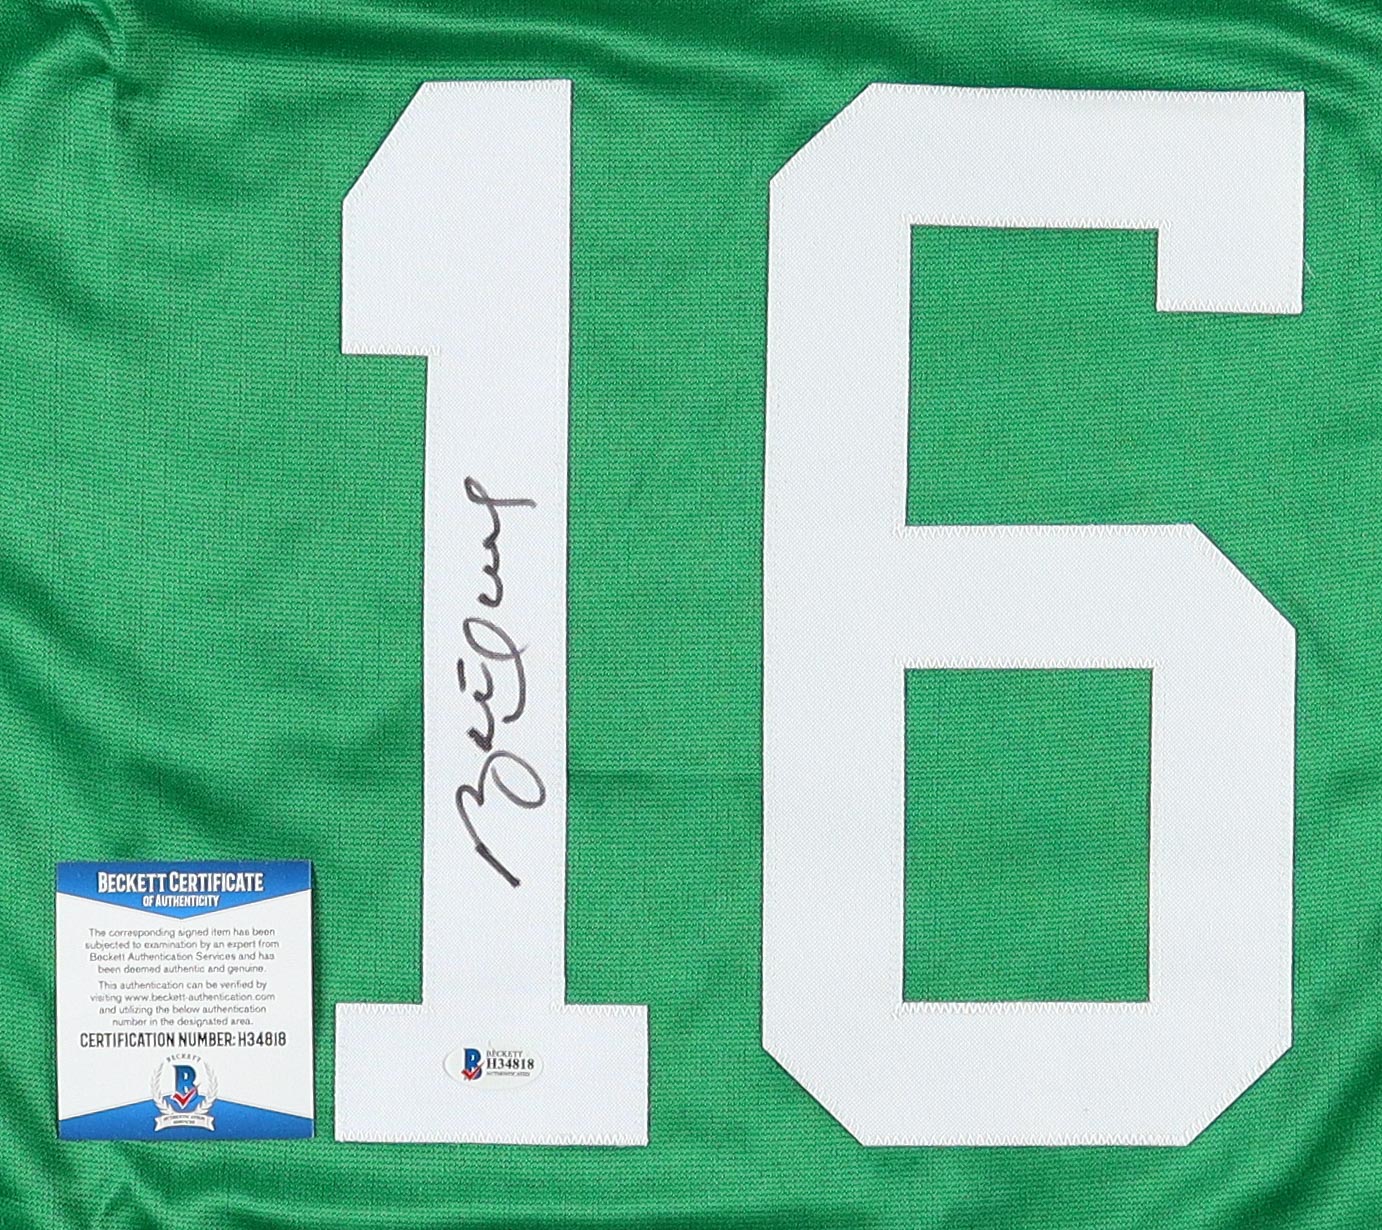 16
BECKETT CERTIFICATE
OF AUTHENTICITY
The corresponding signed item has been
subjected to examination by an expert from
Beckett Authentication Services and has
been deemed authentic and genuine.
This authentication can be verified by
visiting www.beckett-authentication.com
and utilizing the below authentication
number in the designated area.
CERTIFICATION NUMBER: H34818
BECKETT
B
BECKETT
B H34818
AUTHENTICATED